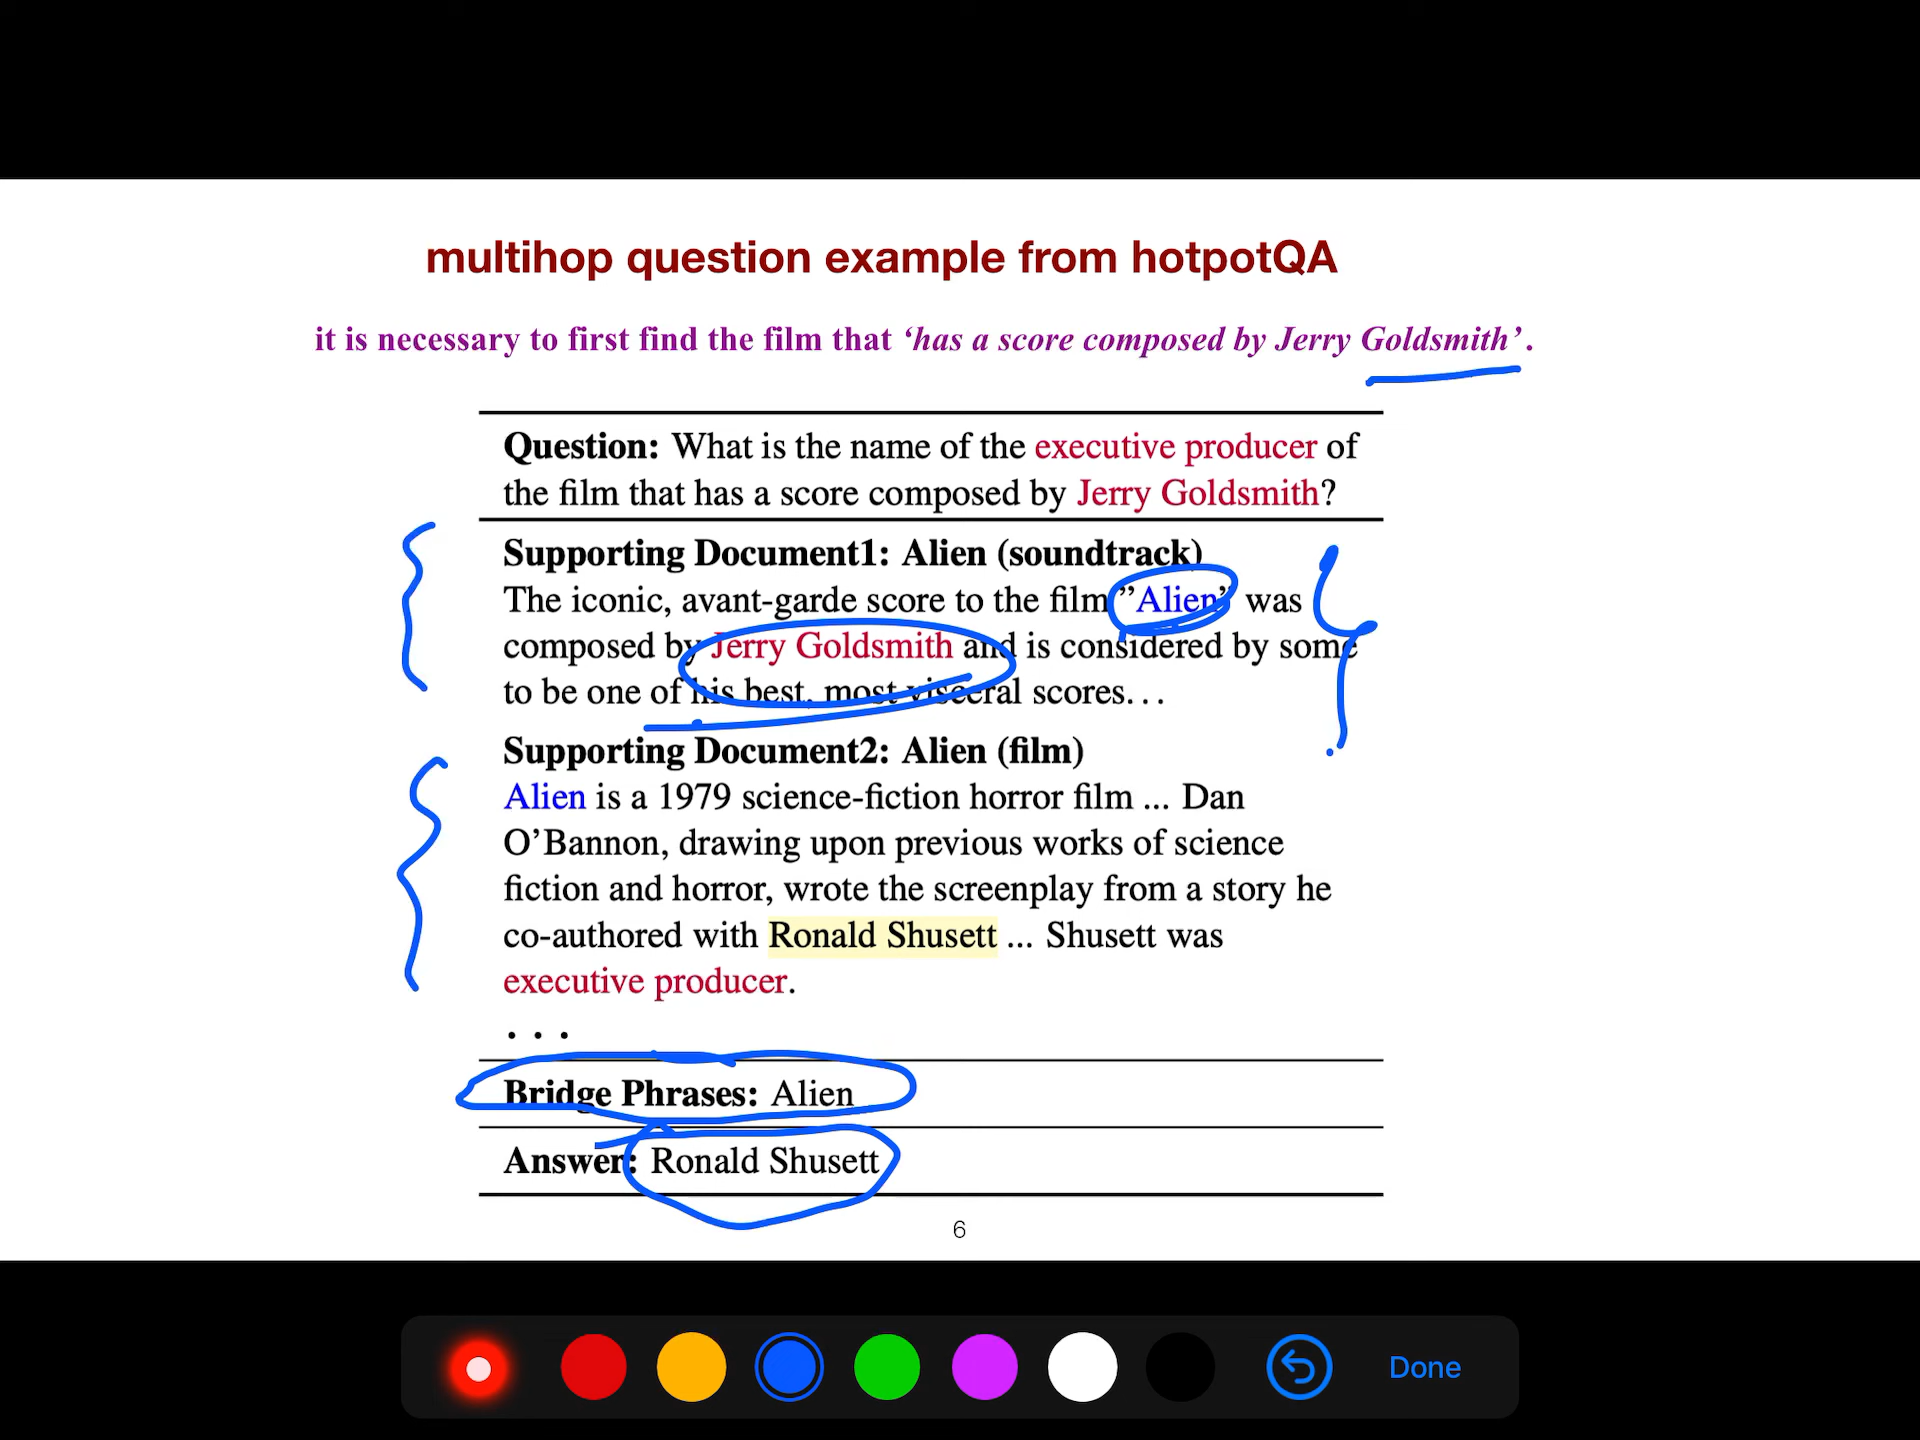 multihop question example from hotpotQA
it is necessary to first find the film that ‘has a score composed by Jerry Goldsmith’.
Question: What is the name of the executive producer of
the film that has a score composed by Jerry Goldsmith?
Supporting Document1: Alien (soundtrack)
The iconic, avant-garde score to the film ”Alien” was
composed by Jerry Goldsmith and is considered by some
to be one of his best, most visceral scores…
Supporting Document2: Alien (film)
Alien is a 1979 science-fiction horror film ... Dan
O’Bannon, drawing upon previous works of science
fiction and horror, wrote the screenplay from a story he
co-authored with Ronald Shusett ... Shusett was
executive producer.
...
Bridge Phrases: Alien
Answer: Ronald Shusett
6
Done